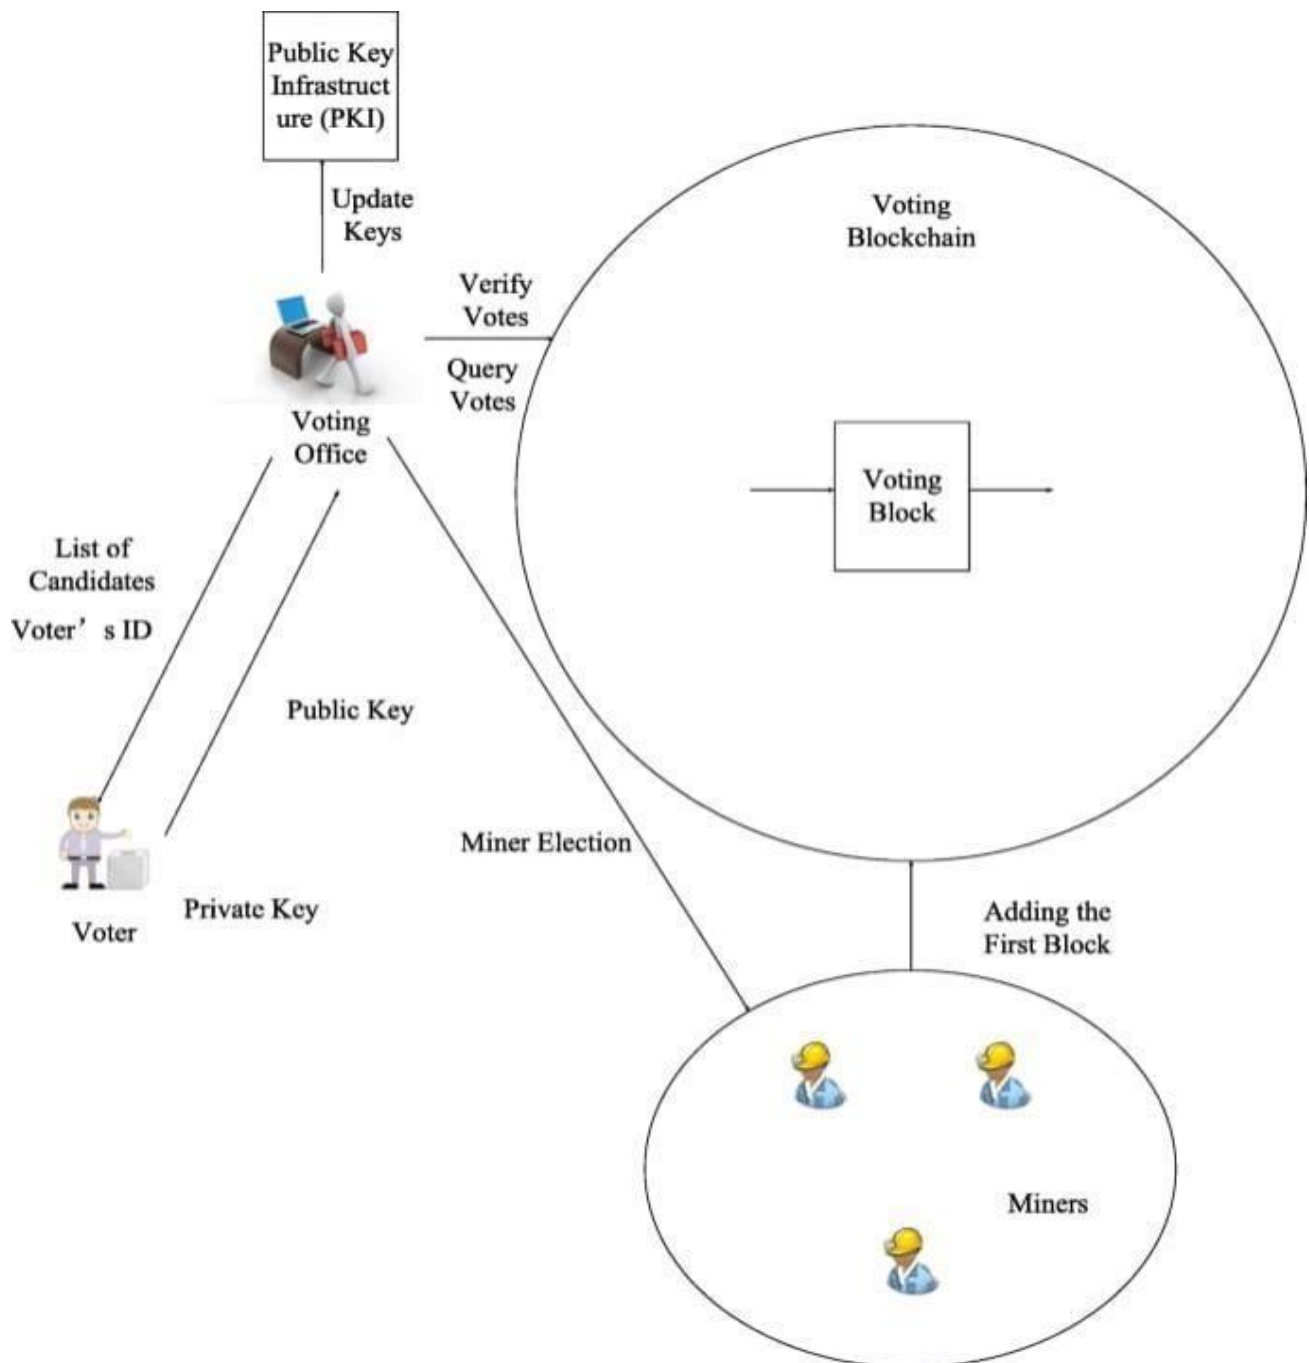 Public Key
Infrastruct
ure (PKI)
Update
Keys
Voting
Blockchain
Verify
Votes
Query
Votes
Voting
Office
Voting
Block
List of
Candidates
Voter’s ID
Public Key
Miner Election
Private Key
Voter
Adding the
First Block
Miners